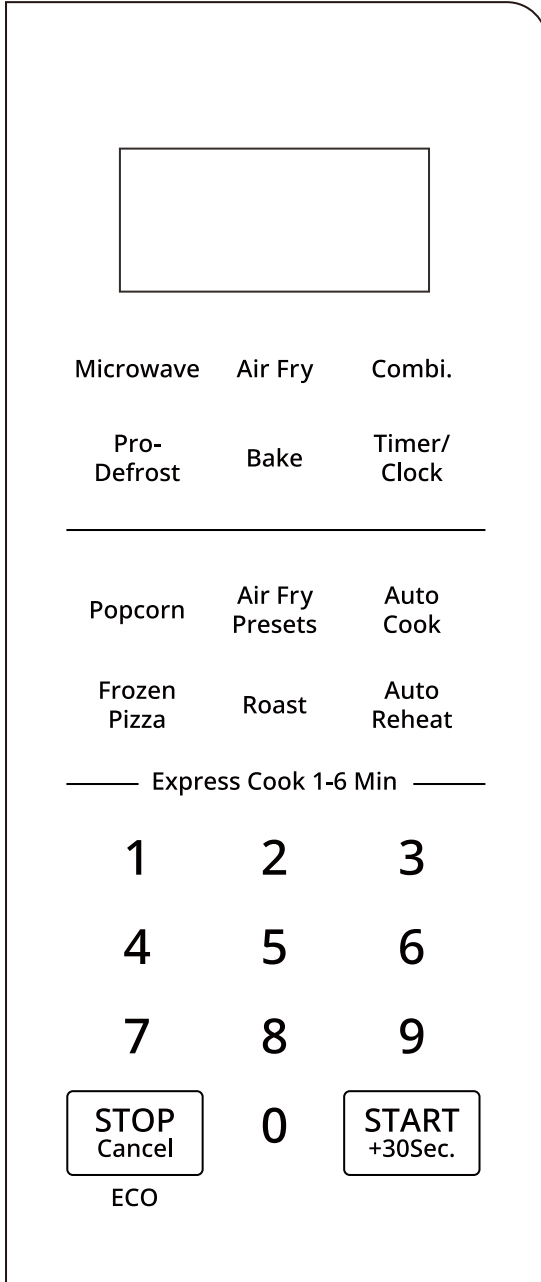 Microwave Air Fry Combi.
Pro-
Defrost
Bake
Timer/
Clock
Popcorn
Air Fry
Presets
Auto
Cook
Frozen
Pizza
Roast
Auto
Reheat
Express Cook 1-6 Min
1 2 3
4 5 6
7 8 9
STOP
Cancel
0
START
+30Sec.
ECO